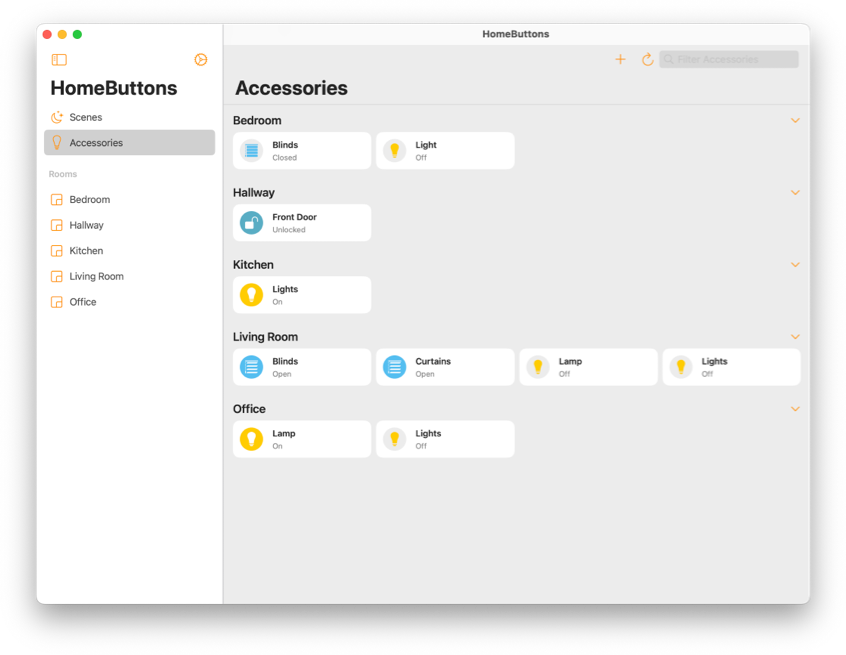 HomeButtons
HomeButtons
Scenes
Accessories
Rooms
Bedroom
Hallway
Kitchen
Living Room
Office
Filter Accessories
Accessories
Bedroom
Blinds
Closed
Light
Off
Hallway
Front Door
Unlocked
Kitchen
Lights
On
Living Room
Blinds
Open
Curtains
Open
Lamp
Off
Lights
Off
Office
Lamp
On
Lights
Off